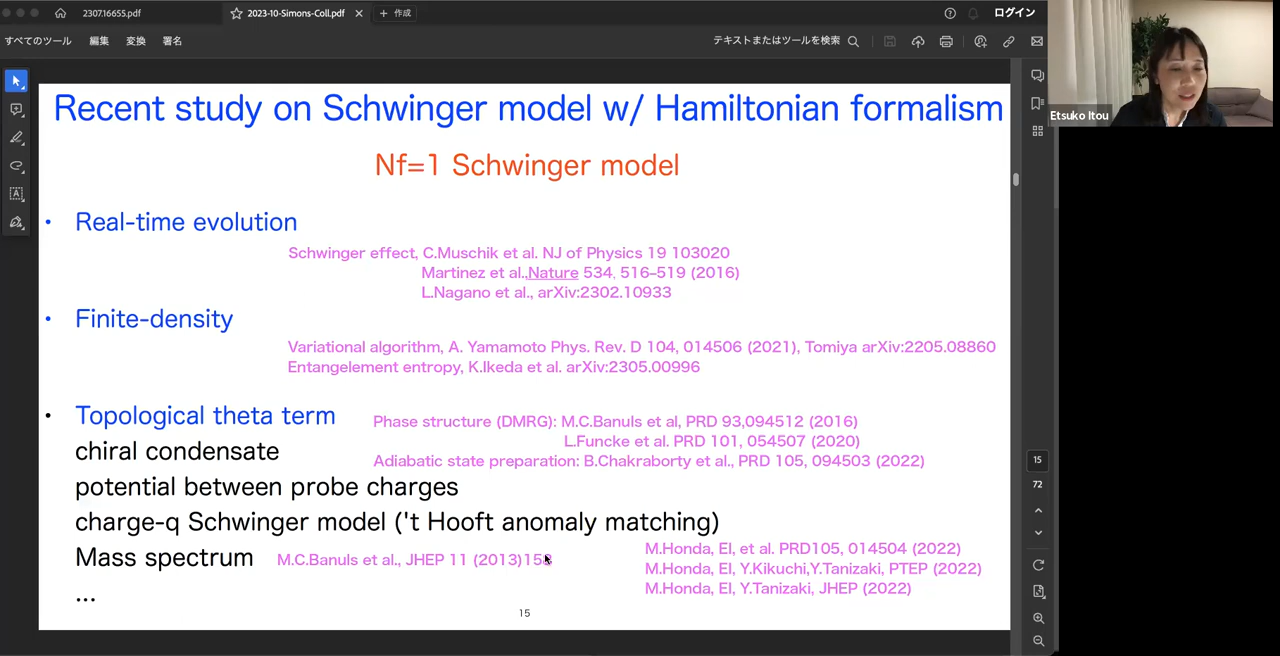 2307.16655.pdf
2023-10-Simons-Coll.pdf
作成
ログイン
すべてのツール
編集
変換
署名
テキストまたはツールを検索
Recent study on Schwinger model w/ Hamiltonian formalism
Nf=1 Schwinger model
• Real-time evolution
Schwinger effect, C.Muschik et al. NJ of Physics 19 103020
Martinez et al.,Nature 534, 516–519 (2016)
L.Nagano et al., arXiv:2302.10933
• Finite-density
Variational algorithm, A. Yamamoto Phys. Rev. D 104, 014506 (2021), Tomiya arXiv:2205.08860
Entangelement entropy, K.Ikeda et al. arXiv:2305.00996
• Topological theta term
Phase structure (DMRG): M.C.Banuls et al, PRD 93,094512 (2016)
L.Funcke et al. PRD 101, 054507 (2020)
chiral condensate
Adiabatic state preparation: B.Chakraborty et al., PRD 105, 094503 (2022)
potential between probe charges
charge-q Schwinger model ('t Hooft anomaly matching)
Mass spectrum
M.C.Banuls et al., JHEP 11 (2013)158
M.Honda, EI, et al. PRD105, 014504 (2022)
M.Honda, EI, Y.Kikuchi,Y.Tanizaki, PTEP (2022)
M.Honda, EI, Y.Tanizaki, JHEP (2022)
...
15
15
72
Etsuko Itou